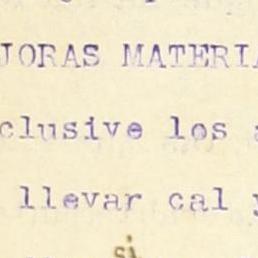 JORAS MATERIA
clusive los a
llevar cal y
si